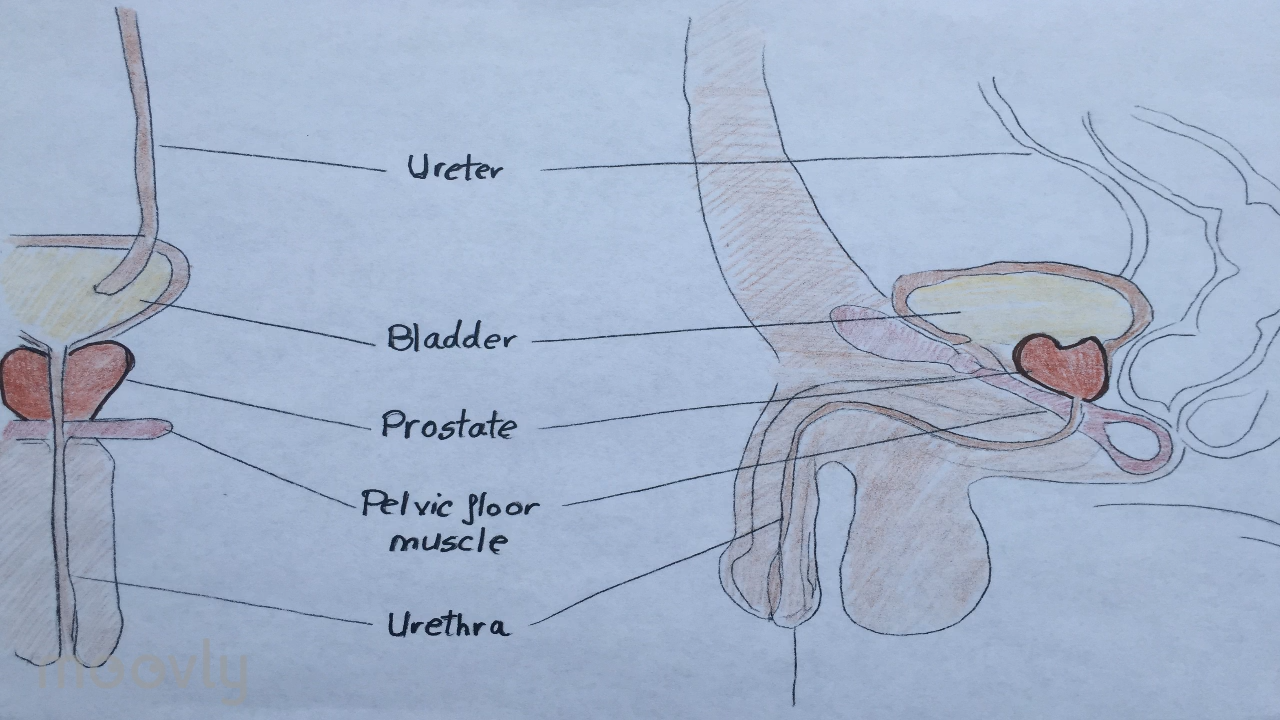 Ureter
Bladder
Prostate
Pelvic floor
muscle
Urethra
moovly